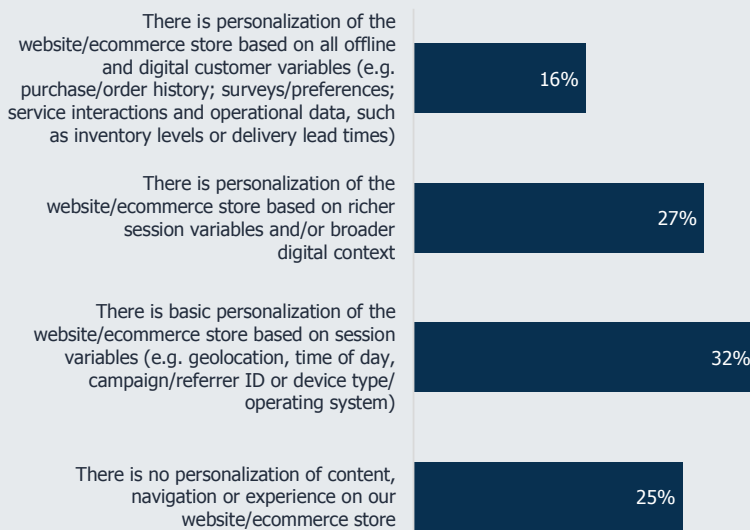 There is personalization of the
website/ecommerce store based on all offline
and digital customer variables (e.g.
purchase/order history; surveys/preferences;
service interactions and operational data, such
as inventory levels or delivery lead times)
16%
There is personalization of the
website/ecommerce store based on richer
session variables and/or broader
digital context
27%
There is basic personalization of the
website/ecommerce store based on session
variables (e.g. geolocation, time of day,
campaign/referrer ID or device type/
operating system)
32%
There is no personalization of content,
navigation or experience on our
website/ecommerce store
25%